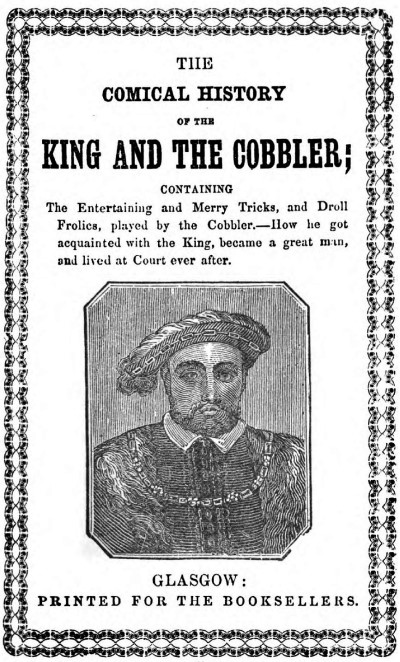 THE
COMICAL HISTORY
OF THE
KING AND THE COBBLER;
CONTAINING
The Entertaining and Merry Tricks, and Droll
Frolics, played by the Cobbler.—How he got
acquainted with the King, became a great man,
and lived at Court ever after.
GLASGOW:
PRINTED FOR THE BOOKSELLERS.